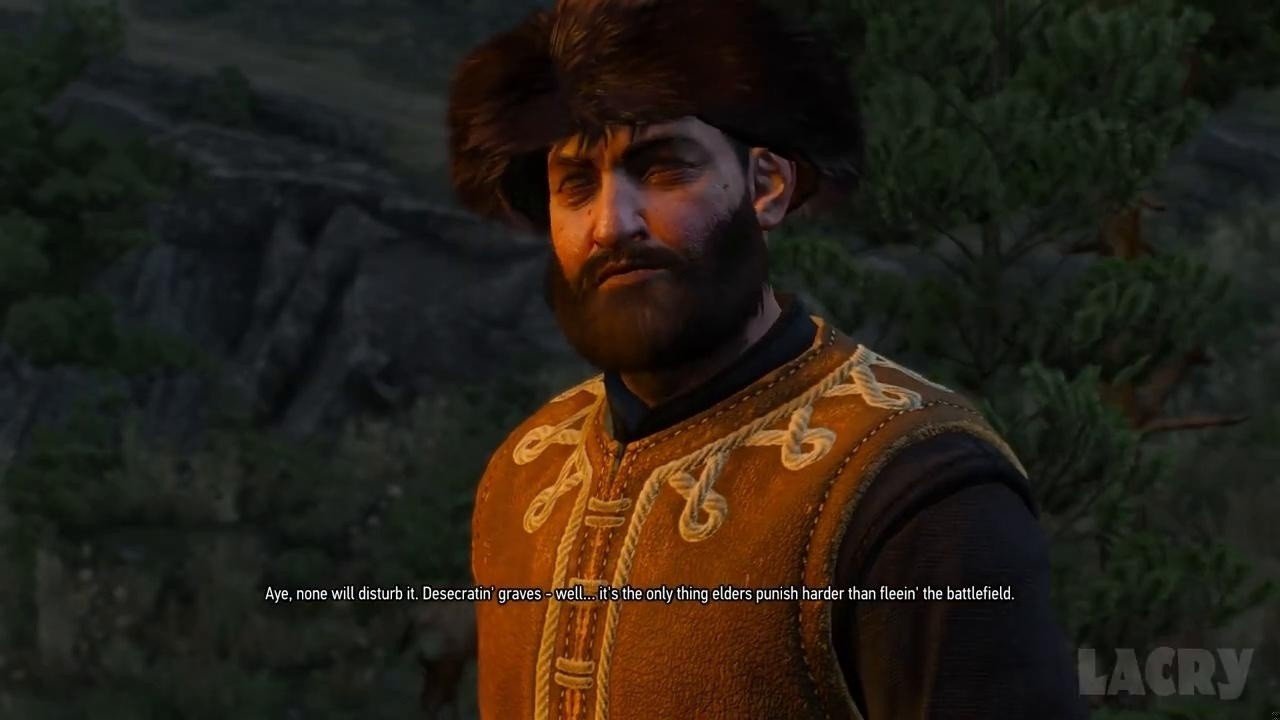 Aye, none will disturb it. Desecratin' graves - well... it's the only thing elders punish harder than fleein' the battlefield.
LACRY